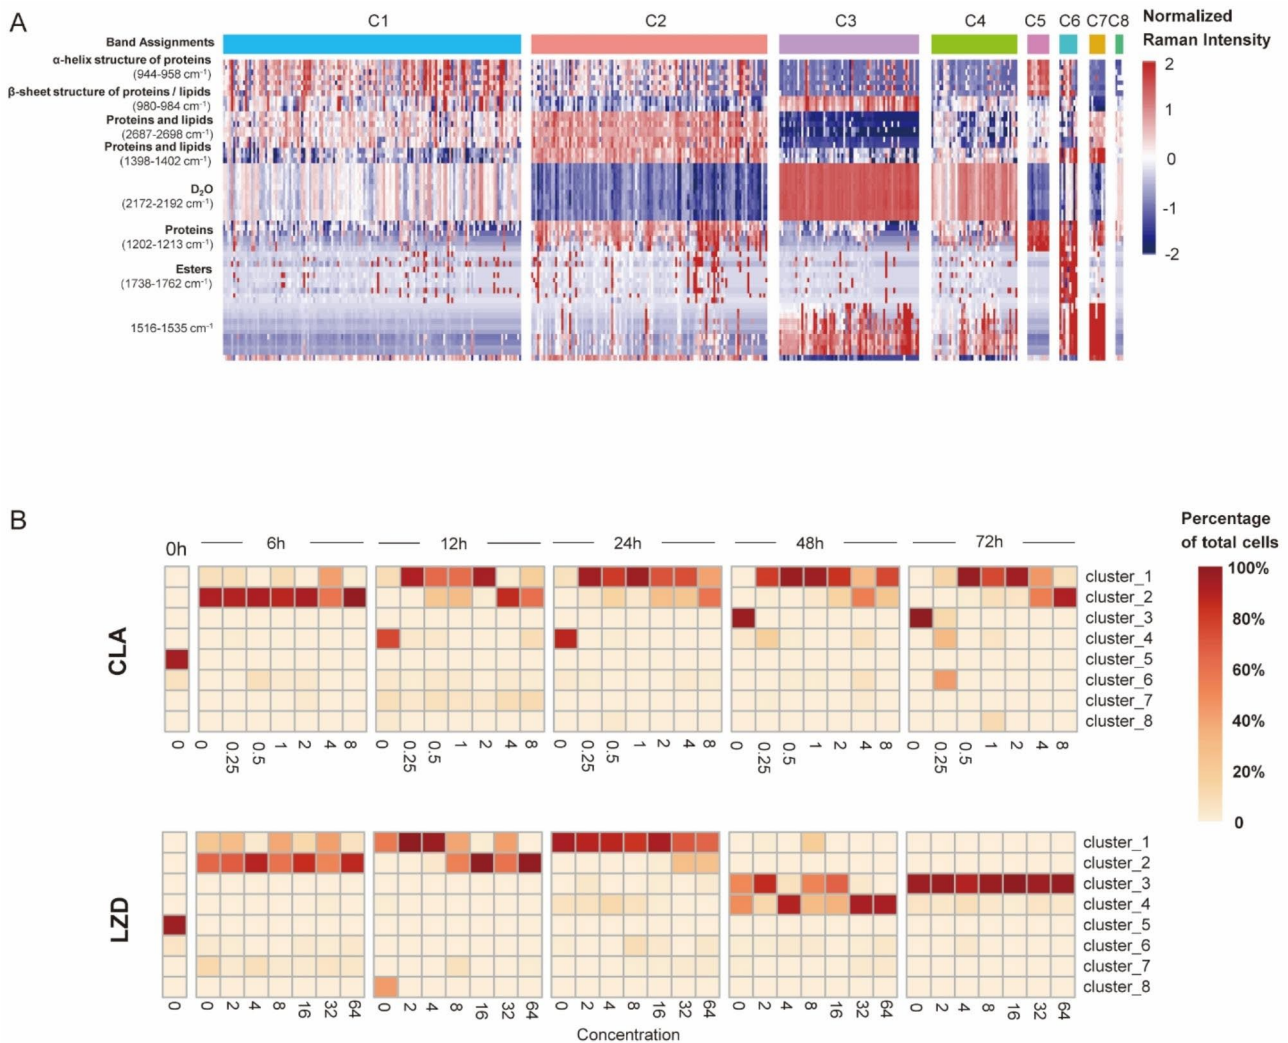 A
C1 C2 C3 C4 C5 C6 C7 C8
Normalized
Raman Intensity
Band Assignments
α-helix structure of proteins
(944-958 cm⁻¹)
β-sheet structure of proteins / lipids
(980-984 cm⁻¹)
Proteins and lipids
(2687-2698 cm⁻¹)
Proteins and lipids
(1398-1402 cm⁻¹)
D₂O
(2172-2192 cm⁻¹)
Proteins
(1202-1213 cm⁻¹)
Esters
(1738-1762 cm⁻¹)
1516-1535 cm⁻¹
2
1
0
-1
-2
B
0h 6h 12h 24h 48h 72h
CLA
cluster_1
cluster_2
cluster_3
cluster_4
cluster_5
cluster_6
cluster_7
cluster_8
0 0 0.25 0.5 1 2 4 8 0 0.25 0.5 1 2 4 8 0 0.25 0.5 1 2 4 8 0 0.25 0.5 1 2 4 8 0 0.25 0.5 1 2 4 8
Percentage
of total cells
100%
80%
60%
40%
20%
0
LZD
cluster_1
cluster_2
cluster_3
cluster_4
cluster_5
cluster_6
cluster_7
cluster_8
0 0 2 4 8 16 32 64 0 2 4 8 16 32 64 0 2 4 8 16 32 64 0 2 4 8 16 32 64 0 2 4 8 16 32 64
Concentration